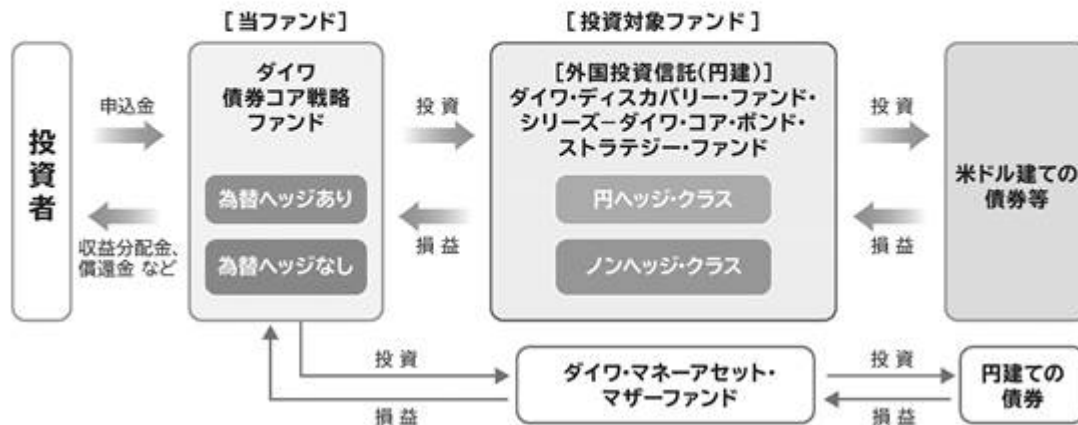 [当ファンド]
[投資対象ファンド]
投資者
申込金
収益分配金、
償還金 など
ダイワ
債券コア戦略
ファンド
為替ヘッジあり
為替ヘッジなし
投資
損益
[外国投資信託(円建)]
ダイワ・ディスカバリー・ファンド・
シリーズ－ダイワ・コア・ボンド・
ストラテジー・ファンド
円ヘッジ・クラス
ノンヘッジ・クラス
投資
損益
米ドル建ての
債券等
投資
損益
ダイワ・マネーアセット・
マザーファンド
投資
損益
円建ての
債券